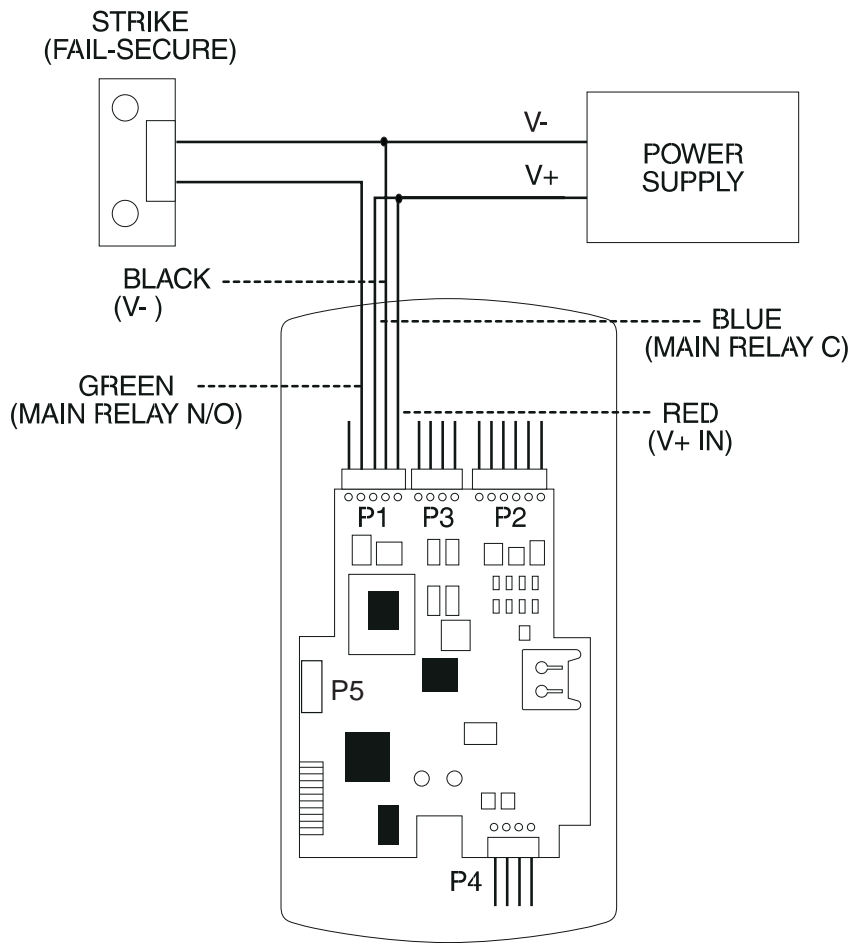 STRIKE
(FAIL-SECURE)
V-
V+
POWER
SUPPLY
BLACK
(V- )
BLUE
(MAIN RELAY C)
GREEN
(MAIN RELAY N/O)
RED
(V+ IN)
P1 P3 P2
P5
P4